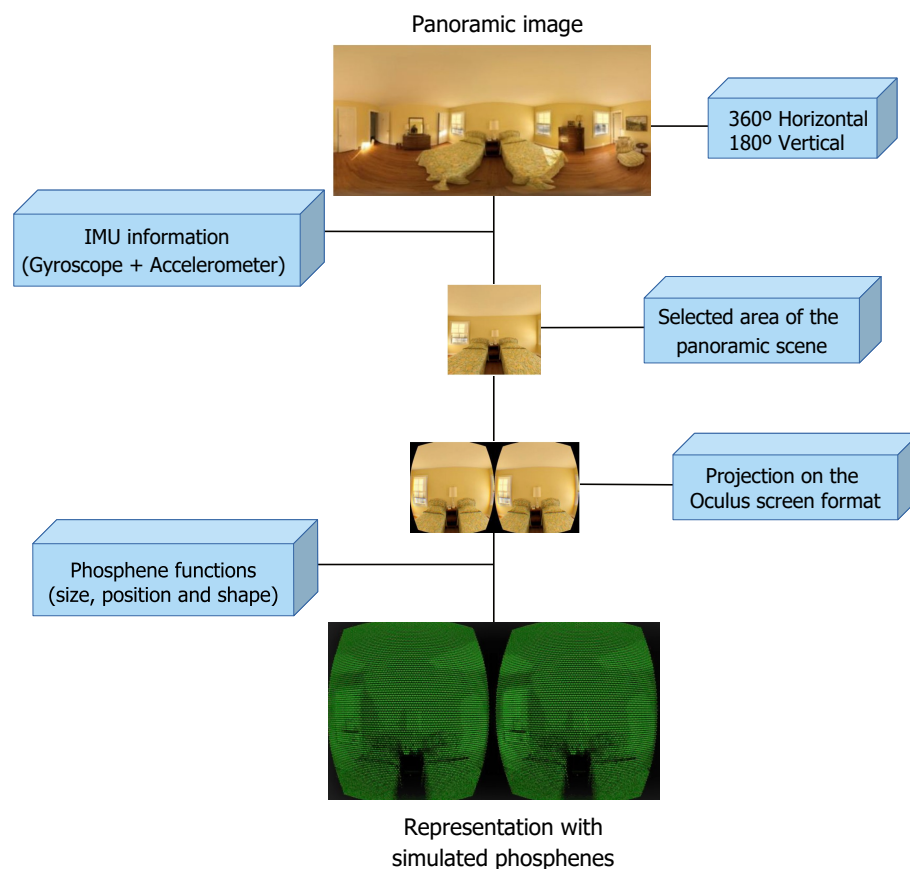 Panoramic image
360º Horizontal
180º Vertical
IMU information
(Gyroscope + Accelerometer)
Selected area of the
panoramic scene
Projection on the
Oculus screen format
Phosphene functions
(size, position and shape)
Representation with
simulated phosphenes